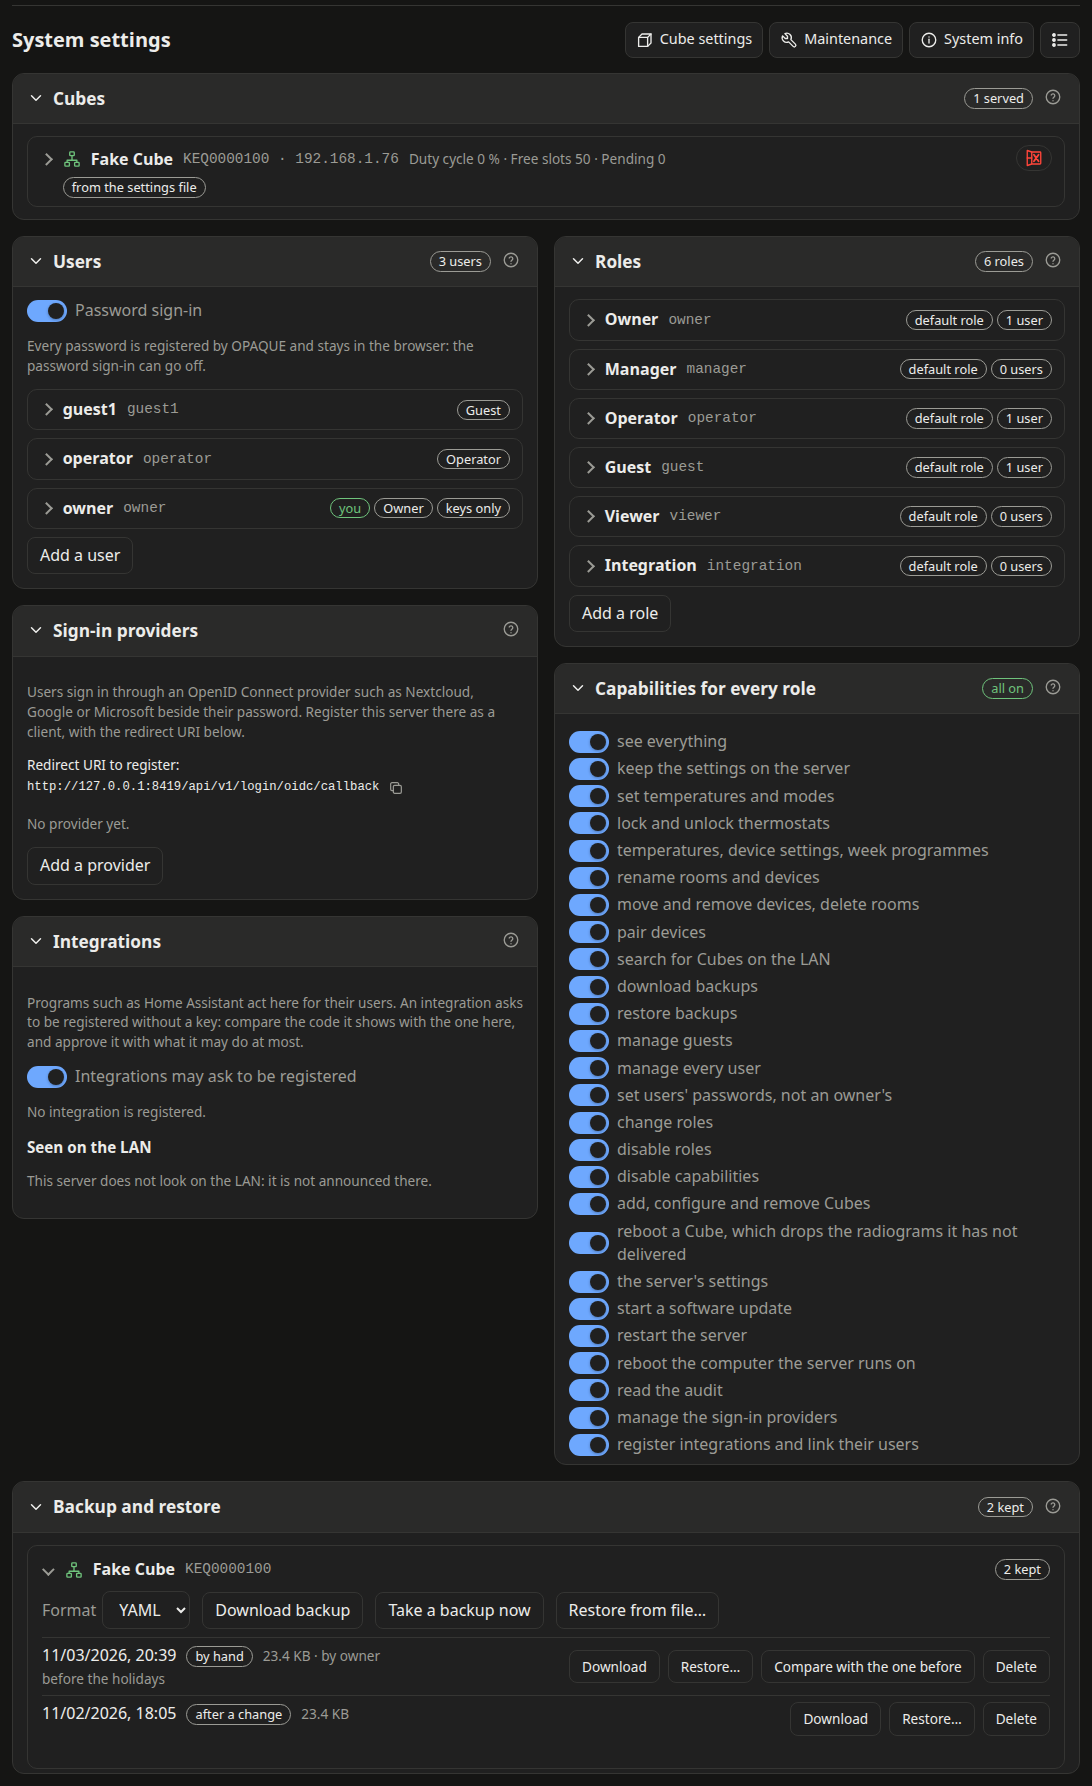 System settings
Cube settings
Maintenance
System info
Cubes
1 served
Fake Cube KEQ0000100 · 192.168.1.76 Duty cycle 0 % · Free slots 50 · Pending 0
from the settings file
Users
3 users
Password sign-in
Every password is registered by OPAQUE and stays in the browser: the
password sign-in can go off.
guest1 guest1 Guest
operator operator Operator
owner owner you Owner keys only
Add a user
Roles
6 roles
Owner owner default role 1 user
Manager manager default role 0 users
Operator operator default role 1 user
Guest guest default role 1 user
Viewer viewer default role 0 users
Integration integration default role 0 users
Add a role
Sign-in providers
Users sign in through an OpenID Connect provider such as Nextcloud,
Google or Microsoft beside their password. Register this server there as a
client, with the redirect URI below.
Redirect URI to register:
http://127.0.0.1:8419/api/v1/login/oidc/callback
No provider yet.
Add a provider
Integrations
Programs such as Home Assistant act here for their users. An integration asks
to be registered without a key: compare the code it shows with the one here,
and approve it with what it may do at most.
Integrations may ask to be registered
No integration is registered.
Seen on the LAN
This server does not look on the LAN: it is not announced there.
Capabilities for every role
all on
see everything
keep the settings on the server
set temperatures and modes
lock and unlock thermostats
temperatures, device settings, week programmes
rename rooms and devices
move and remove devices, delete rooms
pair devices
search for Cubes on the LAN
download backups
restore backups
manage guests
manage every user
set users' passwords, not an owner's
change roles
disable roles
disable capabilities
add, configure and remove Cubes
reboot a Cube, which drops the radiograms it has not
delivered
the server's settings
start a software update
restart the server
reboot the computer the server runs on
read the audit
manage the sign-in providers
register integrations and link their users
Backup and restore
2 kept
Fake Cube KEQ0000100
2 kept
Format YAML Download backup Take a backup now Restore from file...
11/03/2026, 20:39 by hand 23.4 KB · by owner
before the holidays
Download Restore... Compare with the one before Delete
11/02/2026, 18:05 after a change 23.4 KB
Download Restore... Delete